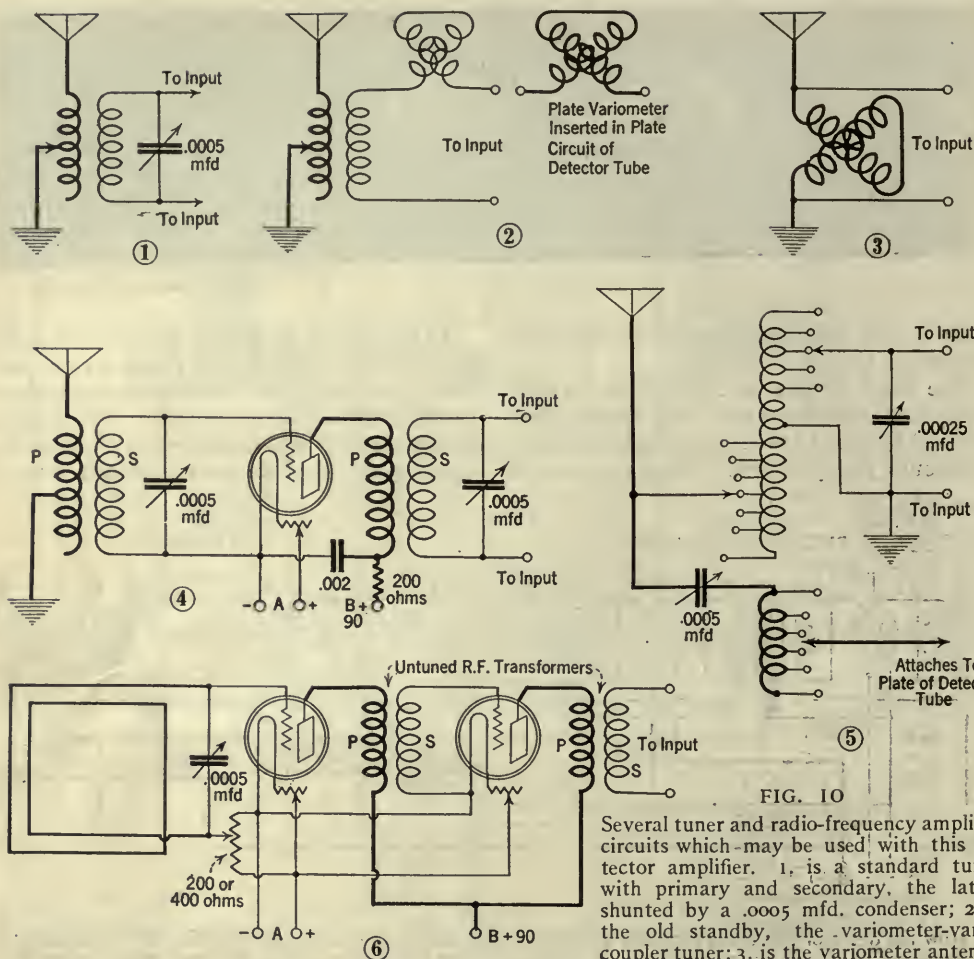 To Input
.0005
mfd
To Input
①
To Input
②
Plate Variometer
Inserted in Plate
Circuit of
Detector Tube
To Input
③
P
S
.0005
mfd
P
S
.0005
mfd
To Input
To Input
.002
200
ohms
- A +
B+
90
④
To Input
.00025
mfd
To Input
.0005
mfd
Attaches To
Plate of Detec
Tube
⑤
Untuned R.F. Transformers
.0005
mfd
P
S
P
S
To Input
200 or
400 ohms
- A +
B + 90
⑥
FIG. 10
Several tuner and radio-frequency ampli
circuits which may be used with this
tector amplifier. 1, is a standard tu
with primary and secondary, the lat
shunted by a .0005 mfd. condenser; 2
the old standby, the variometer-var
coupler tuner; 3, is the variometer anten